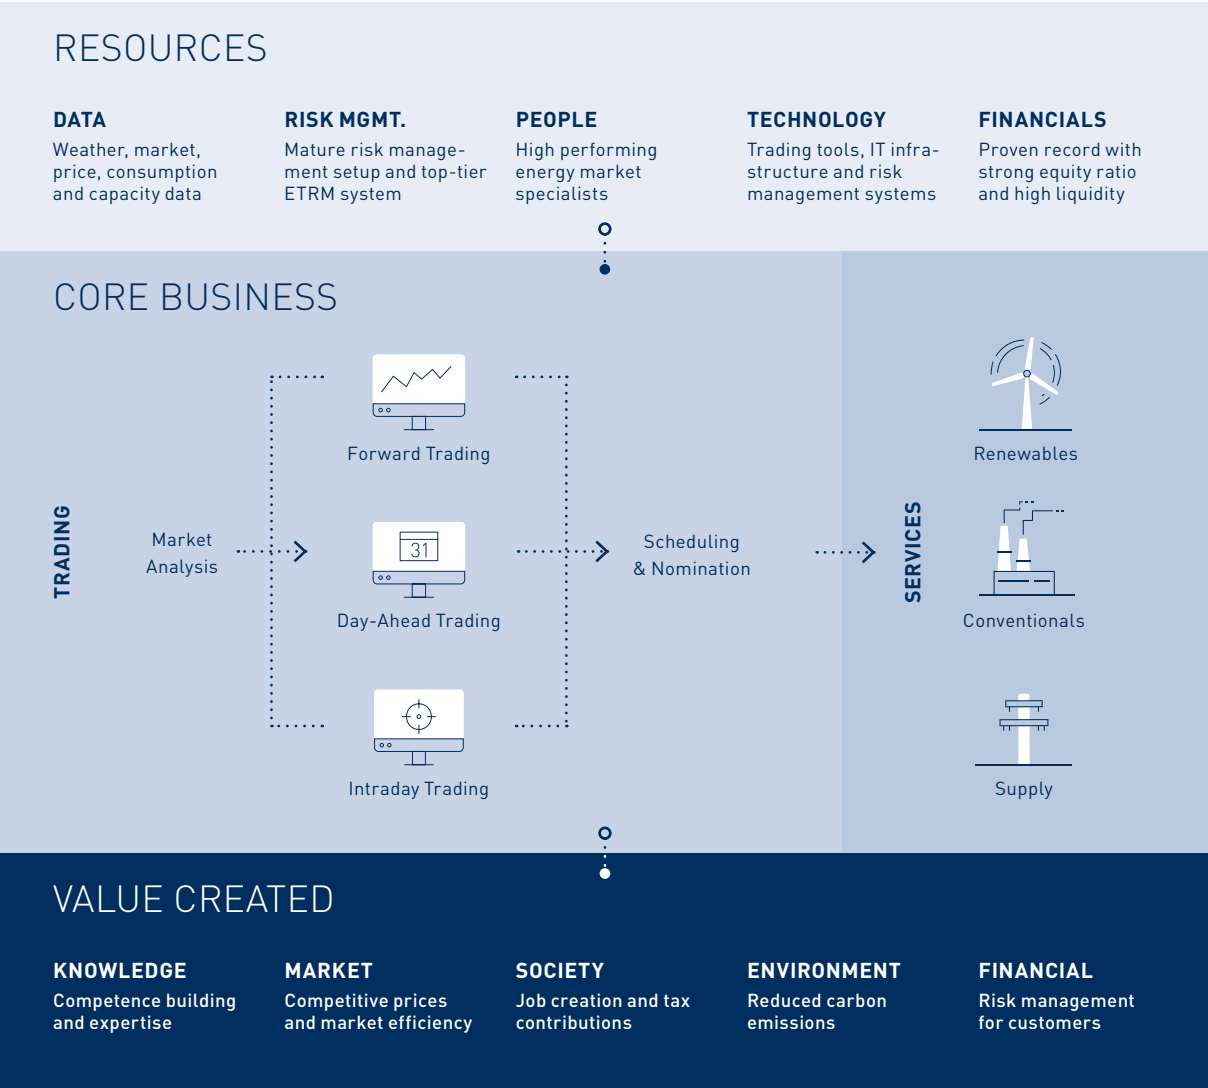 RESOURCES
DATA
Weather, market,
price, consumption
and capacity data
RISK MGMT.
Mature risk manage-
ment setup and top-tier
ETRM system
PEOPLE
High performing
energy market
specialists
TECHNOLOGY
Trading tools, IT infra-
structure and risk
management systems
FINANCIALS
Proven record with
strong equity ratio
and high liquidity
CORE BUSINESS
TRADING
Market
Analysis
Forward Trading
31
Day-Ahead Trading
Intraday Trading
Scheduling
& Nomination
SERVICES
Renewables
Conventionals
Supply
VALUE CREATED
KNOWLEDGE
Competence building
and expertise
MARKET
Competitive prices
and market efficiency
SOCIETY
Job creation and tax
contributions
ENVIRONMENT
Reduced carbon
emissions
FINANCIAL
Risk management
for customers